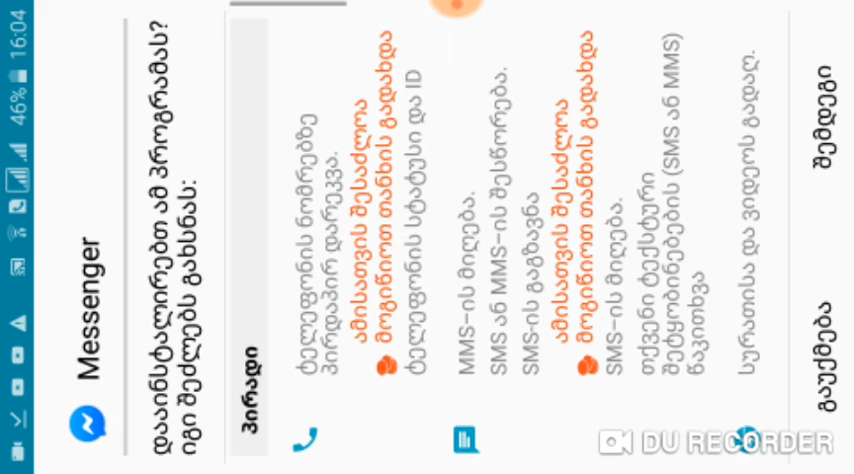 46% 16:04
Messenger
დააინსტალირებთ ამ პროგრამას?
იგი შეძლებს გახსნას:
პირადი
ტელეფონის ნომრებზე
პირდაპირ დარეკვა.
ამისათვის შესაძლოა
მოგიწიოთ თანხის გადახდა
ტელეფონის სტატუსი და ID
MMS-ის მიღება.
SMS ან MMS-ის შესწორება.
SMS-ის გაგზავნა
ამისათვის შესაძლოა
მოგიწიოთ თანხის გადახდა
SMS-ის მიღება.
თქვენი ტექსტური
შეტყობინებების (SMS ან MMS)
წაკითხვა
სურათისა და ვიდეოს გადაღ.
გაუქმება
შემდეგი
DU RECORDER